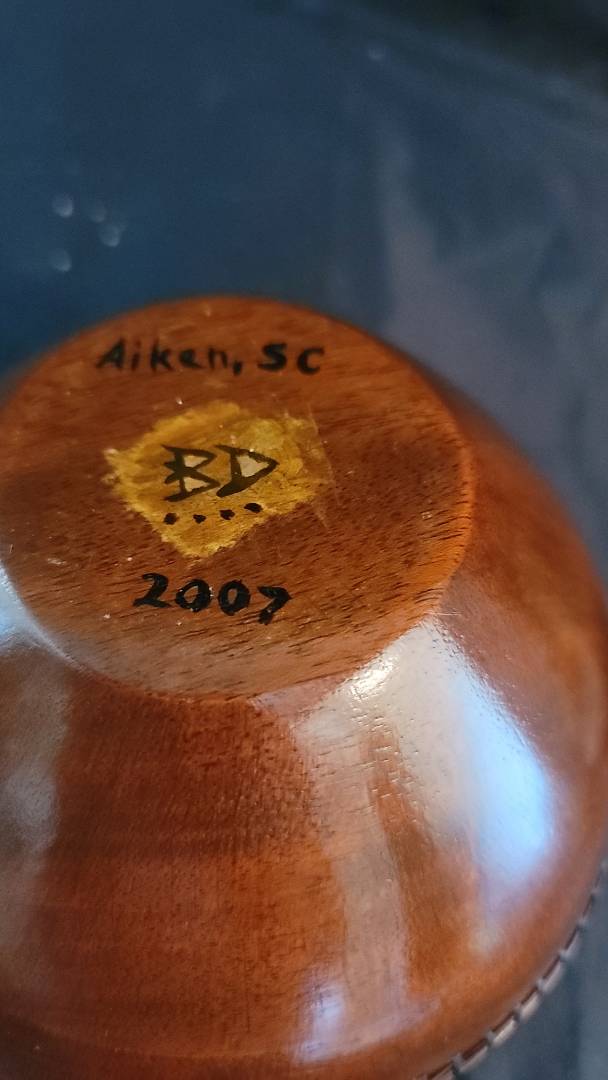 Aiken, SC
BD
....
2007